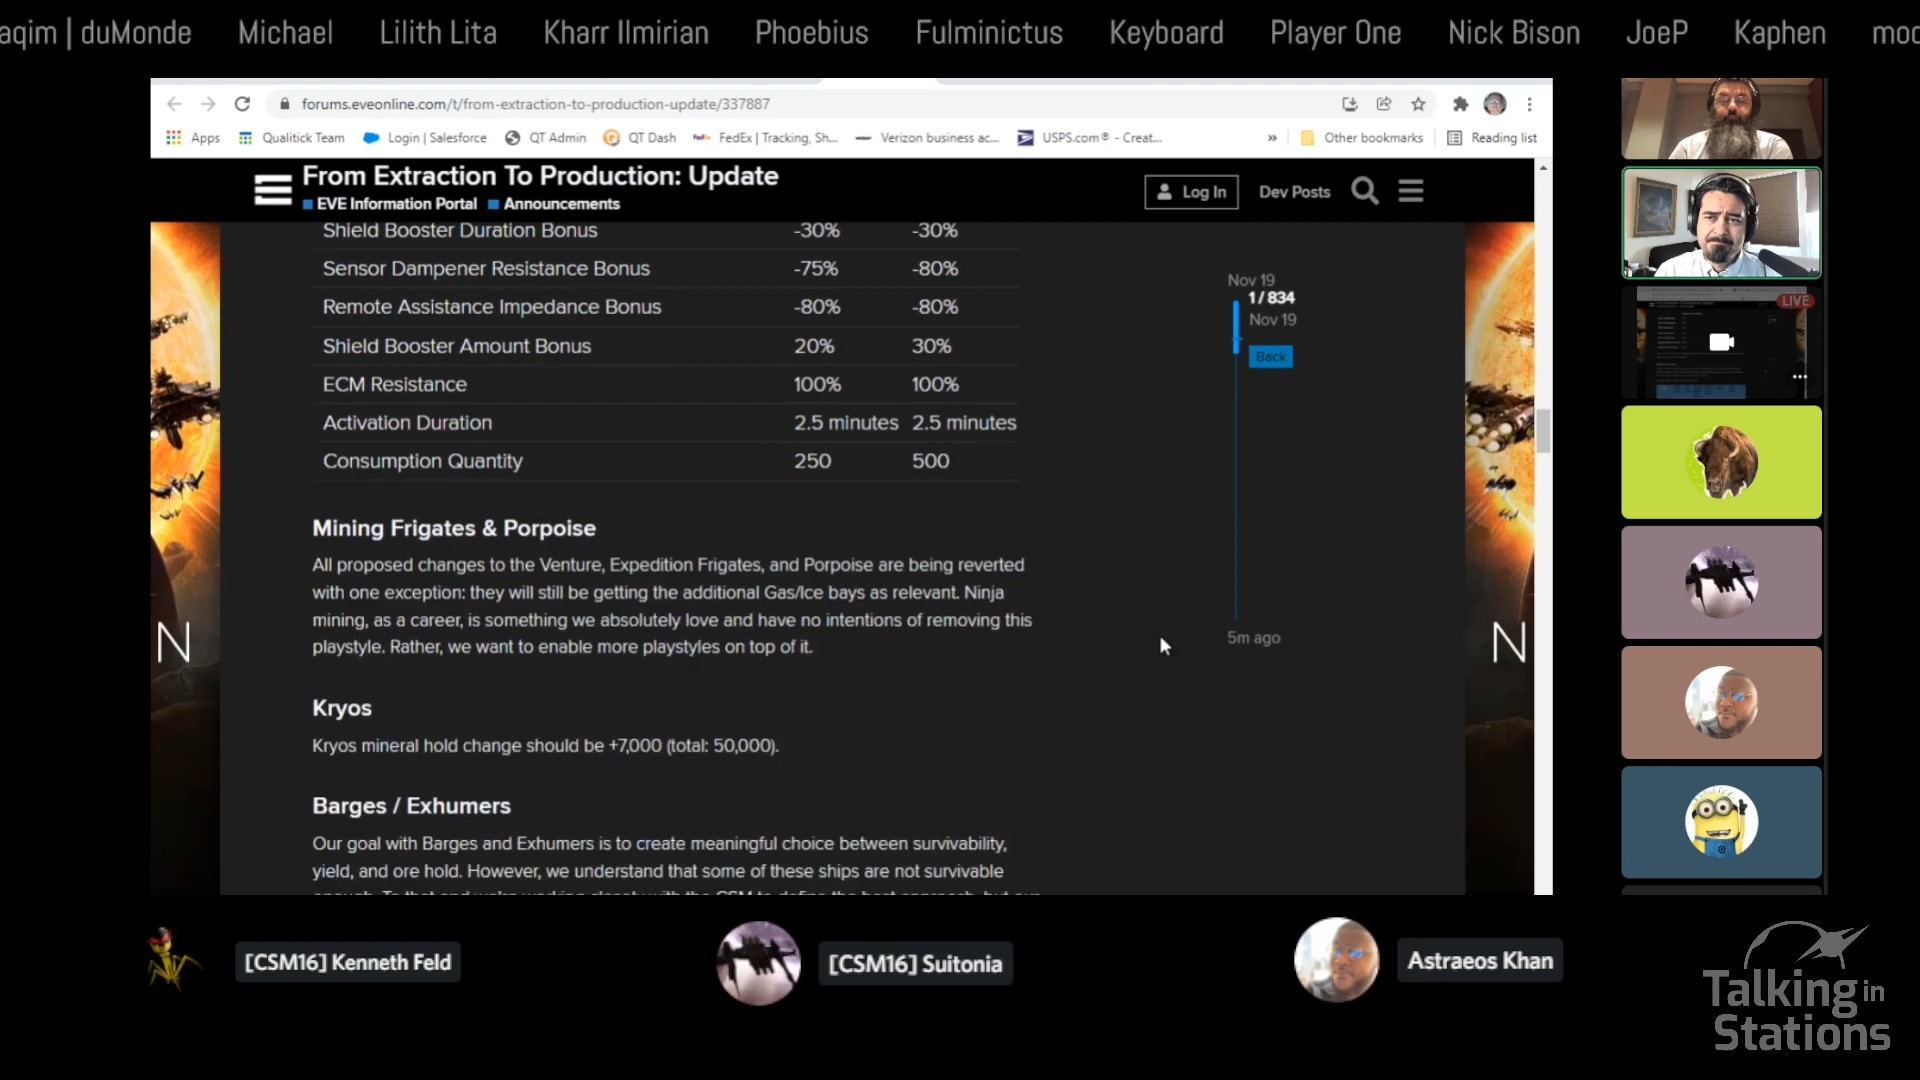 aqim | duMonde Michael Lilith Lita Kharr Ilmirian Phoebius Fulminictus Keyboard Player One Nick Bison JoeP Kaphen
forums.eveonline.com/t/from-extraction-to-production-update/337887
Apps Qualitick Team Login | Salesforce QT Admin QT Dash FedEx | Tracking, Sh... Verizon business ac... USPS.com® - Creat... » Other bookmarks Reading list
From Extraction To Production: Update
EVE Information Portal Announcements
Log In Dev Posts
Shield Booster Duration Bonus -30% -30%
Sensor Dampener Resistance Bonus -75% -80%
Remote Assistance Impedance Bonus -80% -80%
Shield Booster Amount Bonus 20% 30%
ECM Resistance 100% 100%
Activation Duration 2.5 minutes 2.5 minutes
Consumption Quantity 250 500
Nov 19
1 / 834
Nov 19
Back
5m ago
LIVE
Mining Frigates & Porpoise
All proposed changes to the Venture, Expedition Frigates, and Porpoise are being reverted
with one exception: they will still be getting the additional Gas/Ice bays as relevant. Ninja
mining, as a career, is something we absolutely love and have no intentions of removing this
playstyle. Rather, we want to enable more playstyles on top of it.
N
N
Kryos
Kryos mineral hold change should be +7,000 (total: 50,000).
Barges / Exhumers
Our goal with Barges and Exhumers is to create meaningful choice between survivability,
yield, and ore hold. However, we understand that some of these ships are not survivable
[CSM16] Kenneth Feld
[CSM16] Suitonia
Astraeos Khan
Talking in
Stations